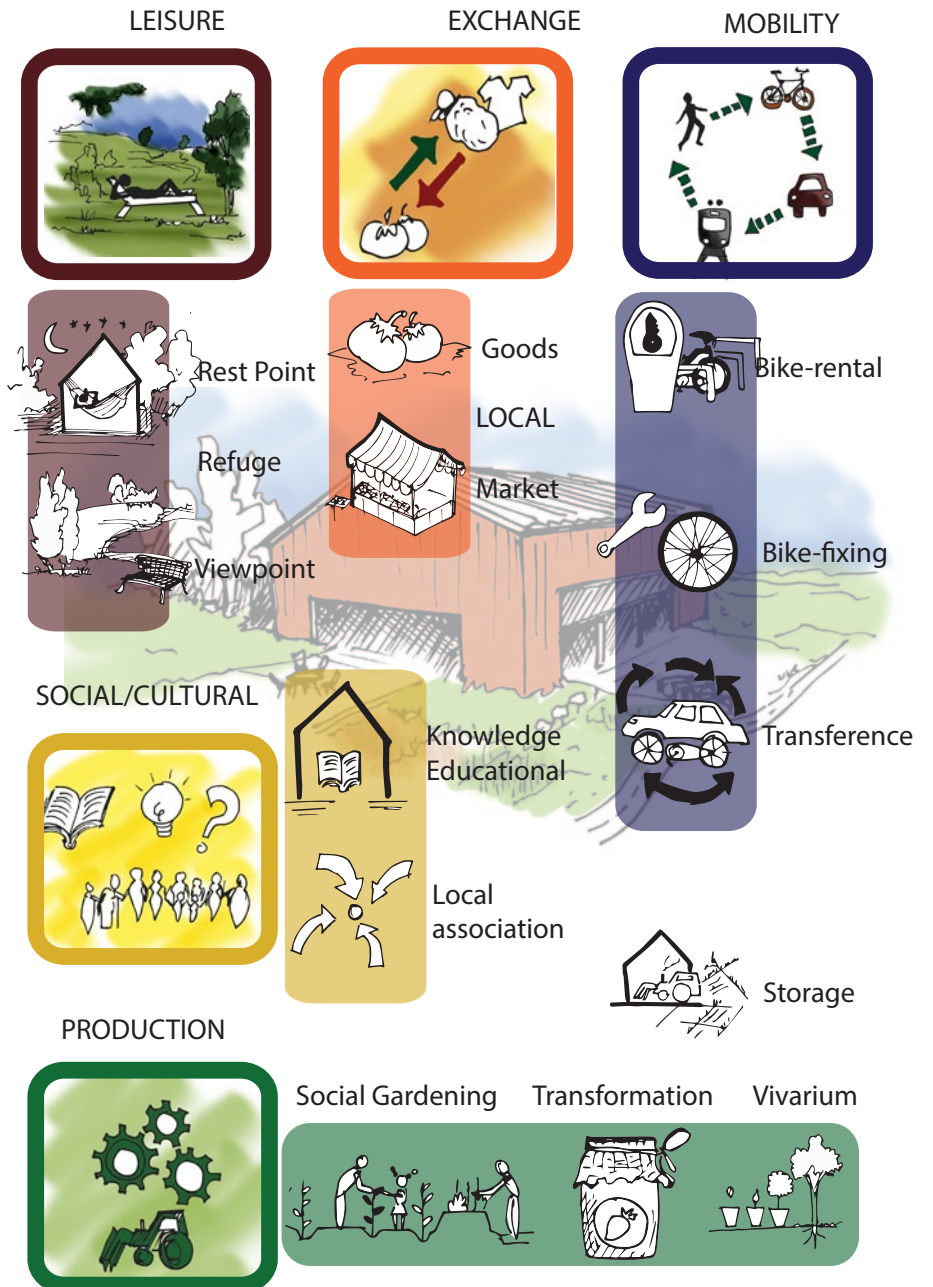 LEISURE
EXCHANGE
MOBILITY
Rest Point
Refuge
Viewpoint
Goods
LOCAL
Market
Bike-rental
Bike-fixing
Transference
SOCIAL/CULTURAL
Knowledge
Educational
Local
association
Storage
PRODUCTION
Social Gardening
Transformation
Vivarium